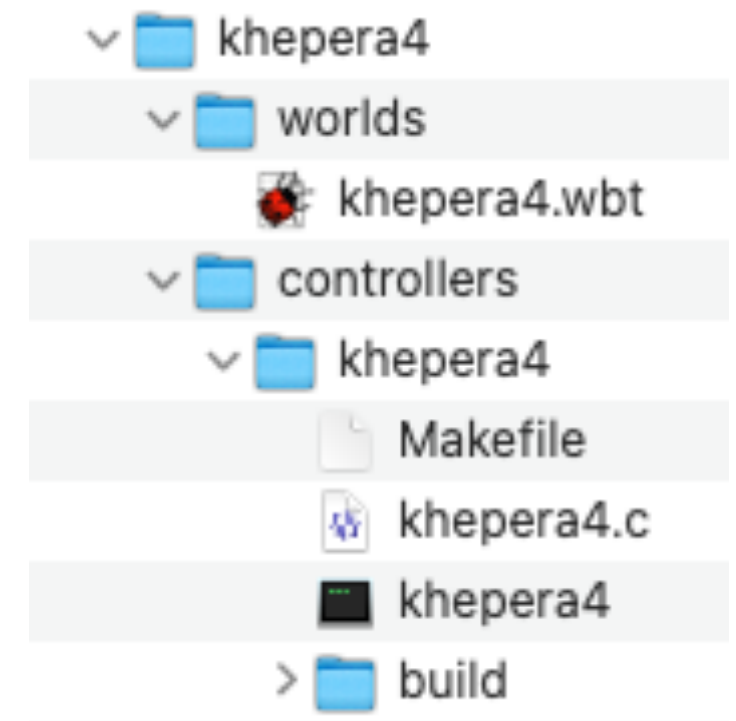 khepera4
worlds
khepera4.wbt
controllers
khepera4
Makefile
khepera4.c
khepera4
build